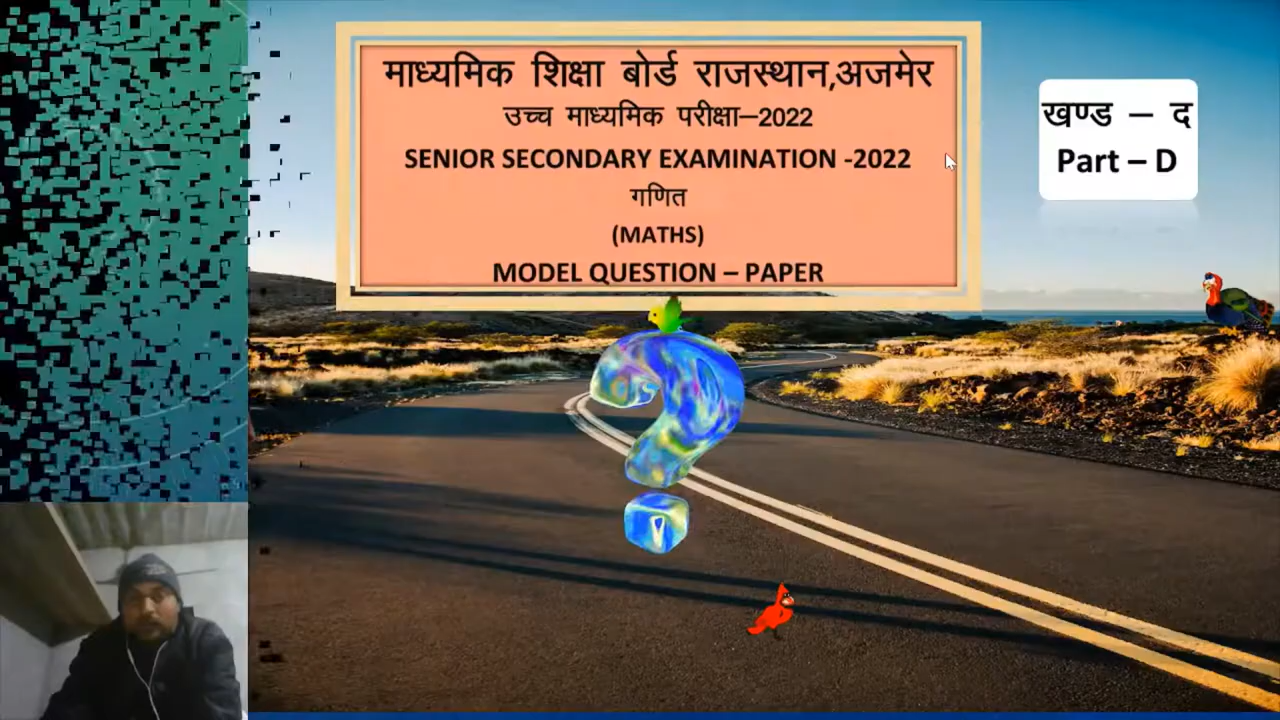 माध्यमिक शिक्षा बोर्ड राजस्थान,अजमेर
उच्च माध्यमिक परीक्षा–2022
SENIOR SECONDARY EXAMINATION -2022
गणित
(MATHS)
MODEL QUESTION – PAPER
खण्ड – द
Part – D